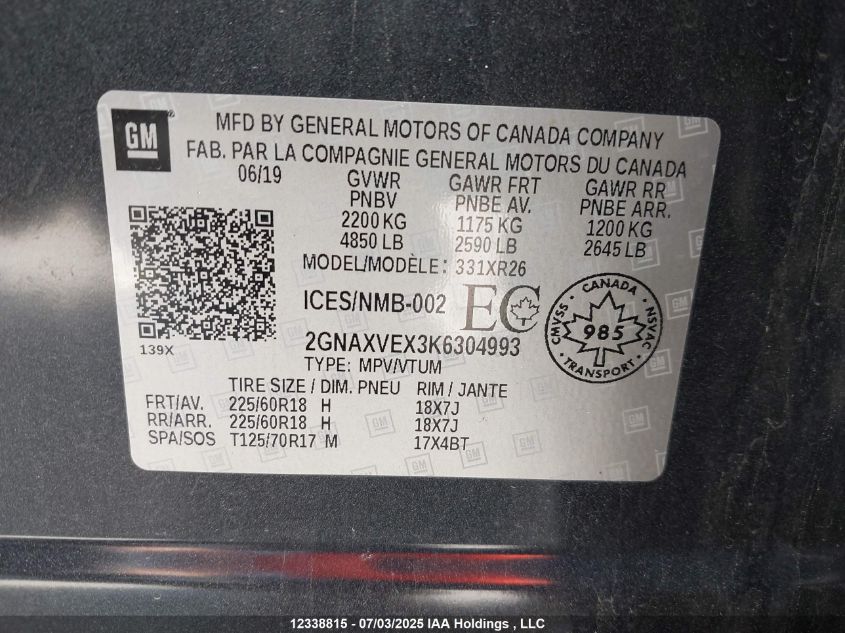 GM®
MFD BY GENERAL MOTORS OF CANADA COMPANY
FAB. PAR LA COMPAGNIE GENERAL MOTORS DU CANADA
06/19 GVWR GAWR FRT GAWR RR
PNBV PNBE AV. PNBE ARR.
2200 KG 1175 KG 1200 KG
4850 LB 2590 LB 2645 LB
MODEL/MODÈLE: 331XR26
ICES/NMB-002 EC
CANADA
CMVSS 985 NSVAC
TRANSPORT
139X
2GNAXVEX3K6304993
TYPE: MPV/VTUM
TIRE SIZE / DIM. PNEU RIM / JANTE
FRT/AV. 225/60R18 H 18X7J
RR/ARR. 225/60R18 H 18X7J
SPA/SOS T125/70R17 M 17X4BT
12338815 - 07/03/2025 IAA Holdings , LLC